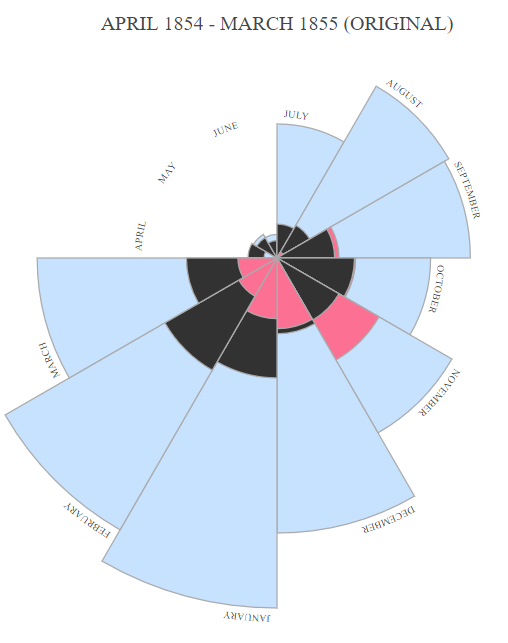 APRIL 1854 - MARCH 1855 (ORIGINAL)
APRIL
MAY
JUNE
JULY
AUGUST
SEPTEMBER
OCTOBER
NOVEMBER
DECEMBER
JANUARY
FEBRUARY
MARCH